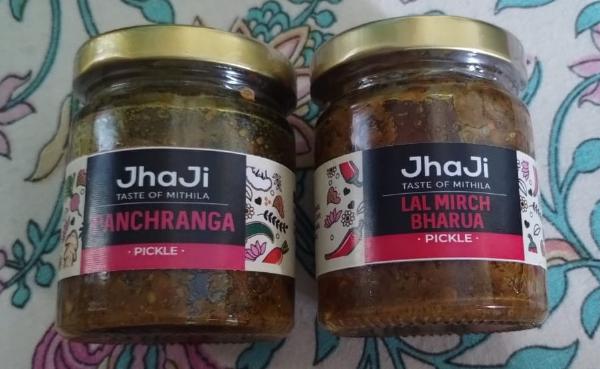 JhaJi
TASTE OF MITHILA
PANCHRANGA
· PICKLE ·
JhaJi
TASTE OF MITHILA
LAL MIRCH
BHARUA
· PICKLE ·